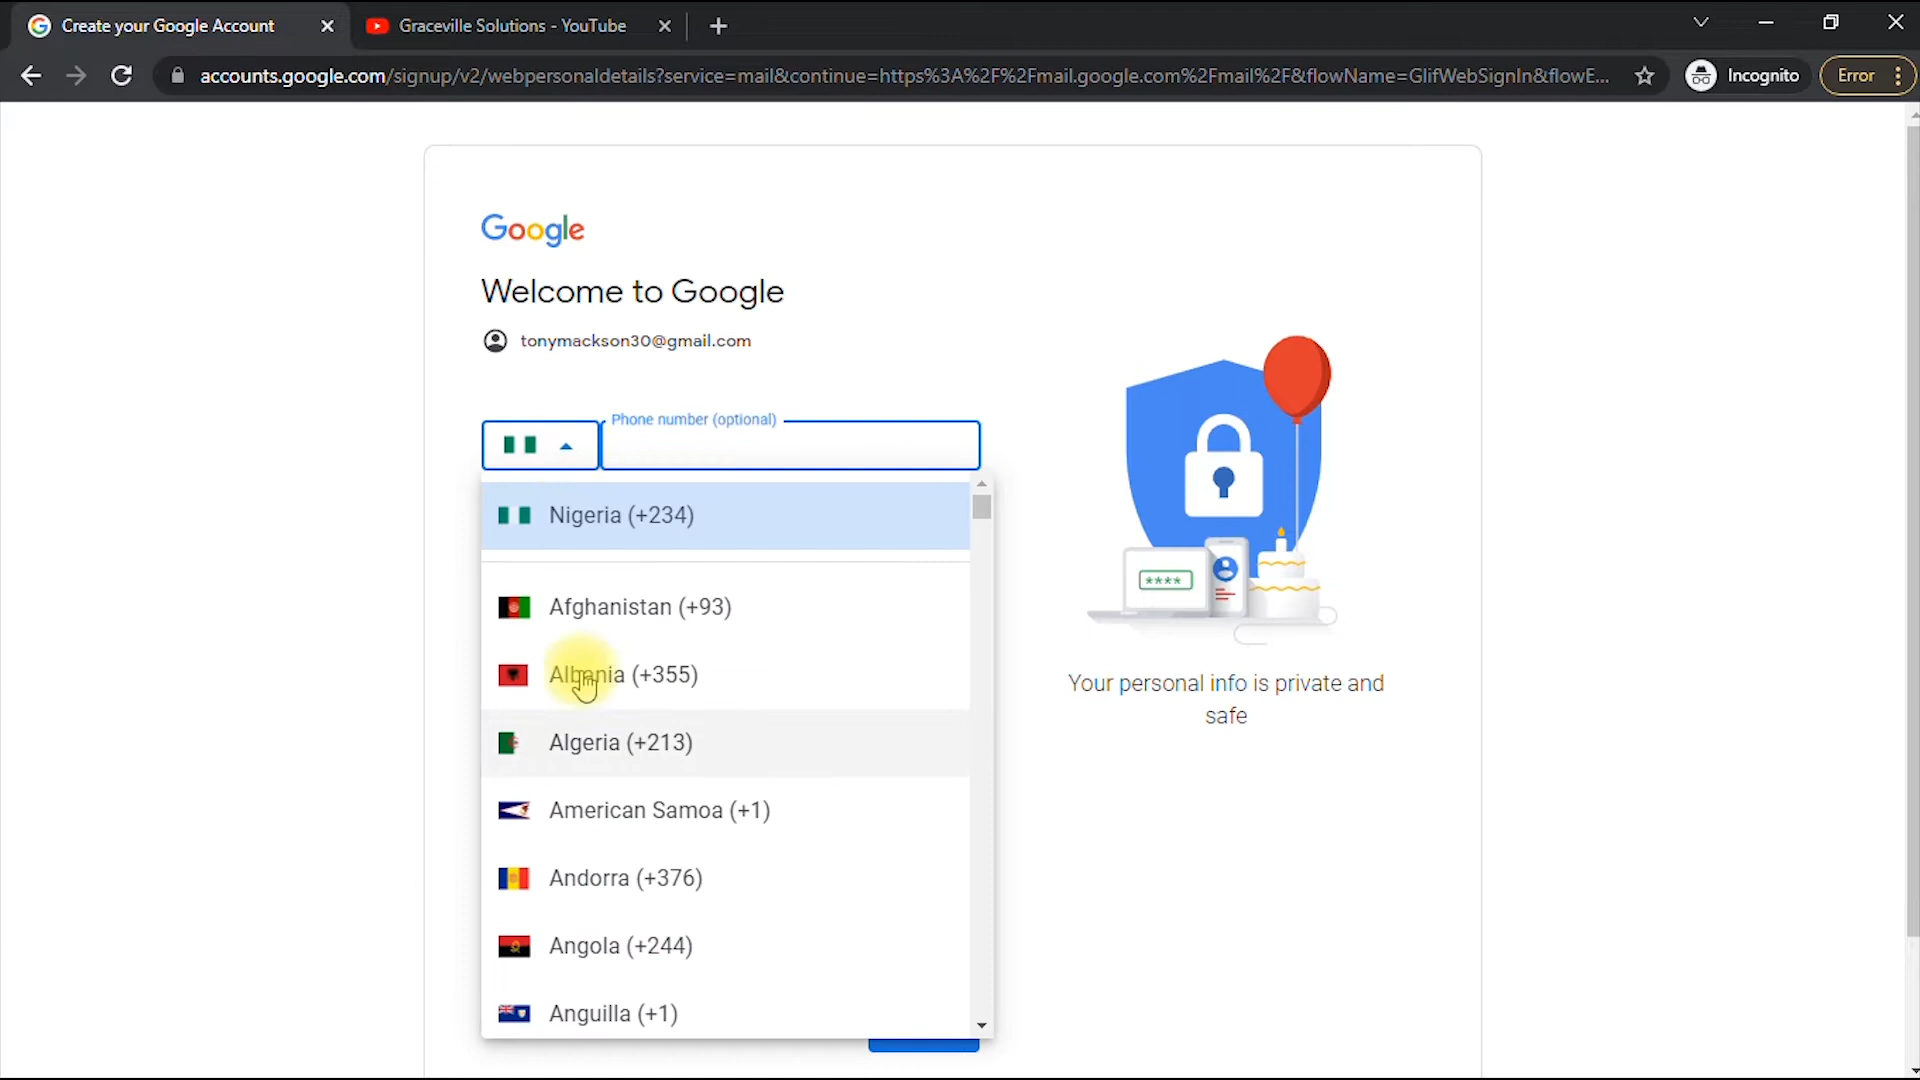 Create your Google Account
Graceville Solutions - YouTube
accounts.google.com/signup/v2/webpersonaldetails?service=mail&continue=https%3A%2F%2Fmail.google.com%2Fmail%2F&flowName=GlifWebSignIn&flowE...
Incognito
Error
Google
Welcome to Google
tonymackson30@gmail.com
Phone number (optional)
Nigeria (+234)
Afghanistan (+93)
Albania (+355)
Algeria (+213)
American Samoa (+1)
Andorra (+376)
Angola (+244)
Anguilla (+1)
****
Your personal info is private and
safe